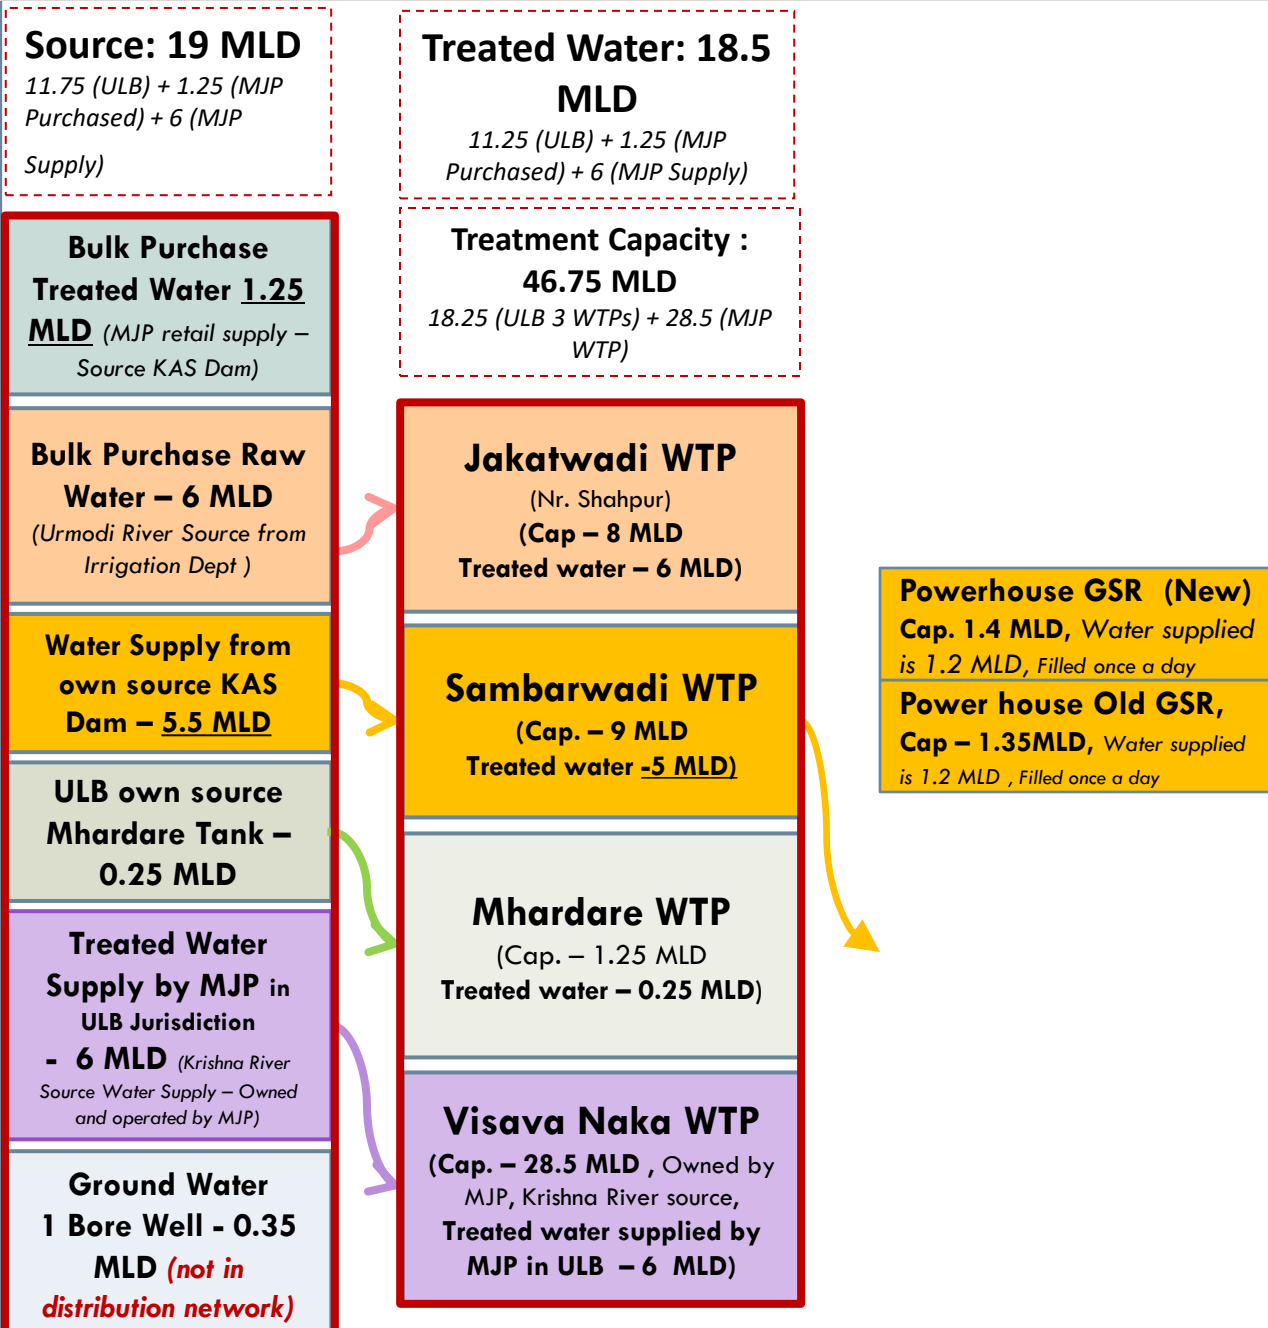 Source: 19 MLD
11.75 (ULB) + 1.25 (MJP
Purchased) + 6 (MJP
Supply)
Treated Water: 18.5
MLD
11.25 (ULB) + 1.25 (MJP
Purchased) + 6 (MJP Supply)
Treatment Capacity :
46.75 MLD
18.25 (ULB 3 WTPs) + 28.5 (MJP
WTP)
Bulk Purchase
Treated Water 1.25
MLD (MJP retail supply –
Source KAS Dam)
Bulk Purchase Raw
Water – 6 MLD
(Urmodi River Source from
Irrigation Dept )
Water Supply from
own source KAS
Dam – 5.5 MLD
ULB own source
Mhardare Tank –
0.25 MLD
Treated Water
Supply by MJP in
ULB Jurisdiction
- 6 MLD (Krishna River
Source Water Supply – Owned
and operated by MJP)
Ground Water
1 Bore Well - 0.35
MLD (not in
distribution network)
Jakatwadi WTP
(Nr. Shahpur)
(Cap – 8 MLD
Treated water – 6 MLD)
Sambarwadi WTP
(Cap. – 9 MLD
Treated water -5 MLD)
Mhardare WTP
(Cap. – 1.25 MLD
Treated water – 0.25 MLD)
Visava Naka WTP
(Cap. – 28.5 MLD , Owned by
MJP, Krishna River source,
Treated water supplied by
MJP in ULB – 6 MLD)
Powerhouse GSR (New)
Cap. 1.4 MLD, Water supplied
is 1.2 MLD, Filled once a day
Power house Old GSR,
Cap – 1.35MLD, Water supplied
is 1.2 MLD , Filled once a day